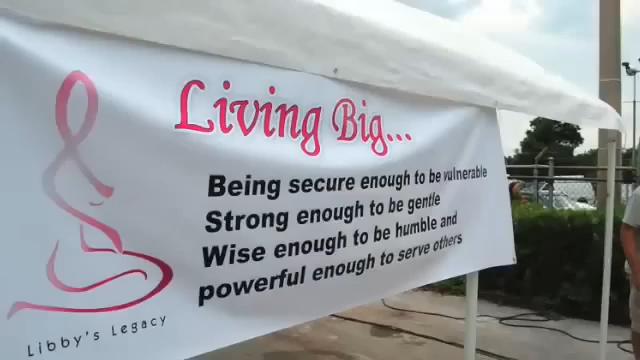 Living Big...
Being secure enough to be vulnerable
Strong enough to be gentle
Wise enough to be humble and
powerful enough to serve others
Libby's Legacy